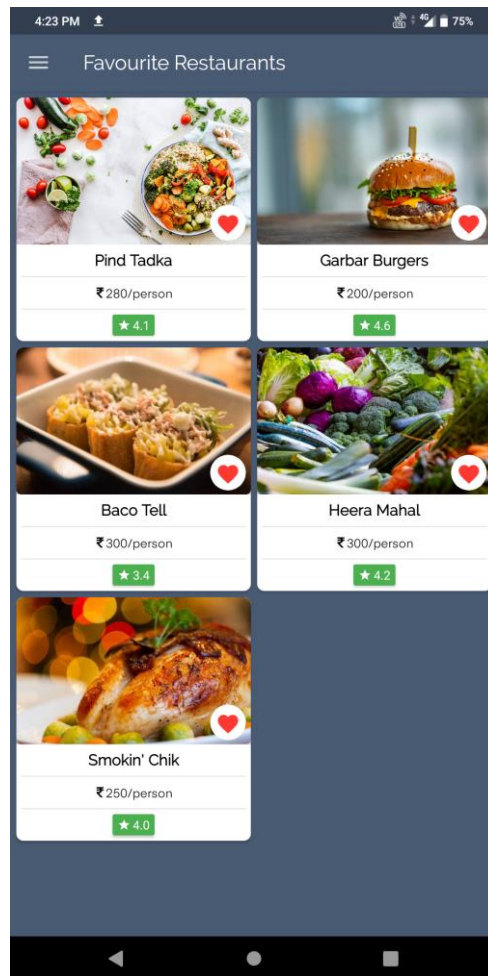 4:23 PM 4G 75%
Favourite Restaurants
Pind Tadka
₹280/person
★ 4.1
Garbar Burgers
₹200/person
★ 4.6
Baco Tell
₹300/person
★ 3.4
Heera Mahal
₹300/person
★ 4.2
Smokin' Chik
₹250/person
★ 4.0